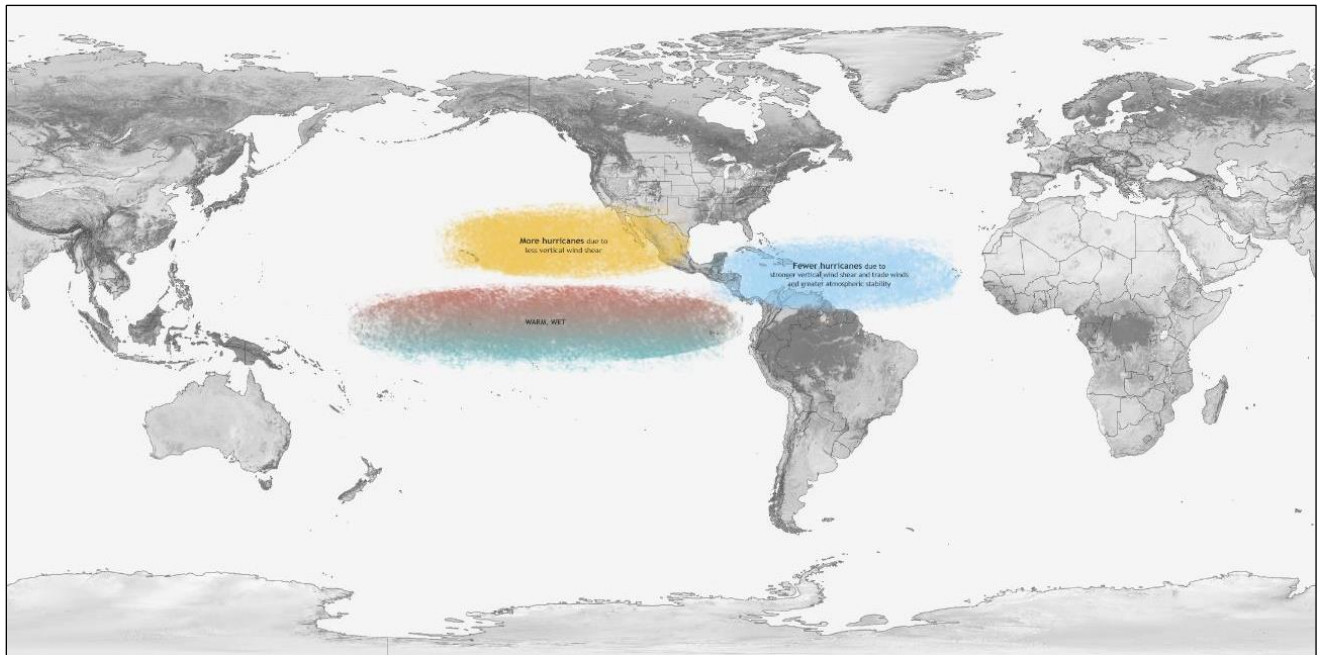 More hurricanes due to
less vertical wind shear
Fewer hurricanes due to
stronger vertical wind shear and trade winds
and greater atmospheric stability
WARM, WET